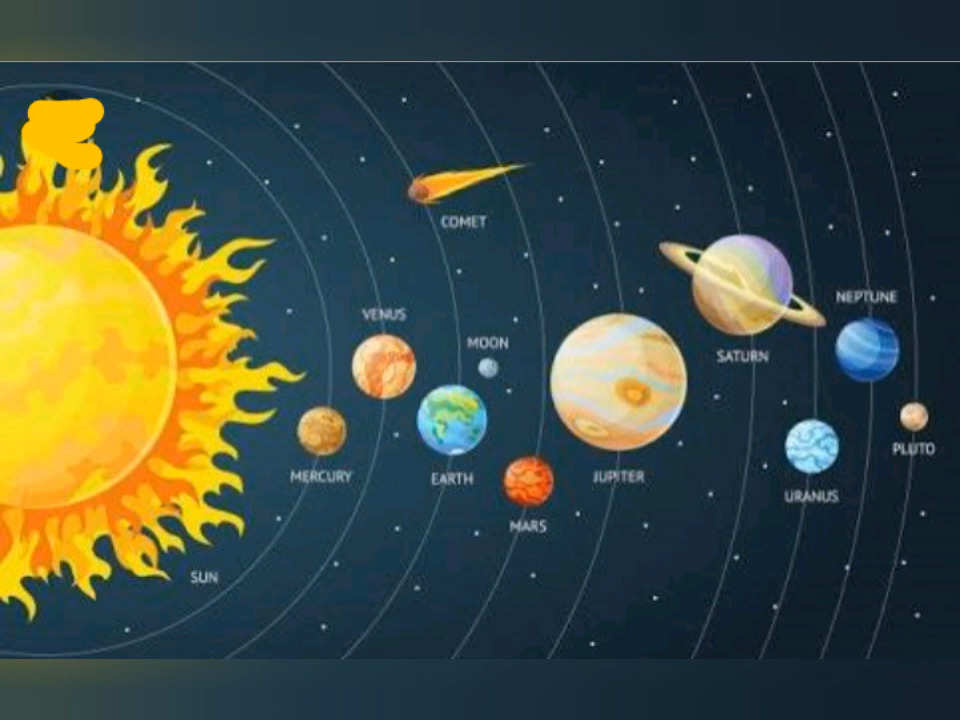 COMET
VENUS
MOON
NEPTUNE
SATURN
MERCURY
EARTH
MARS
JUPITER
PLUTO
URANUS
SUN